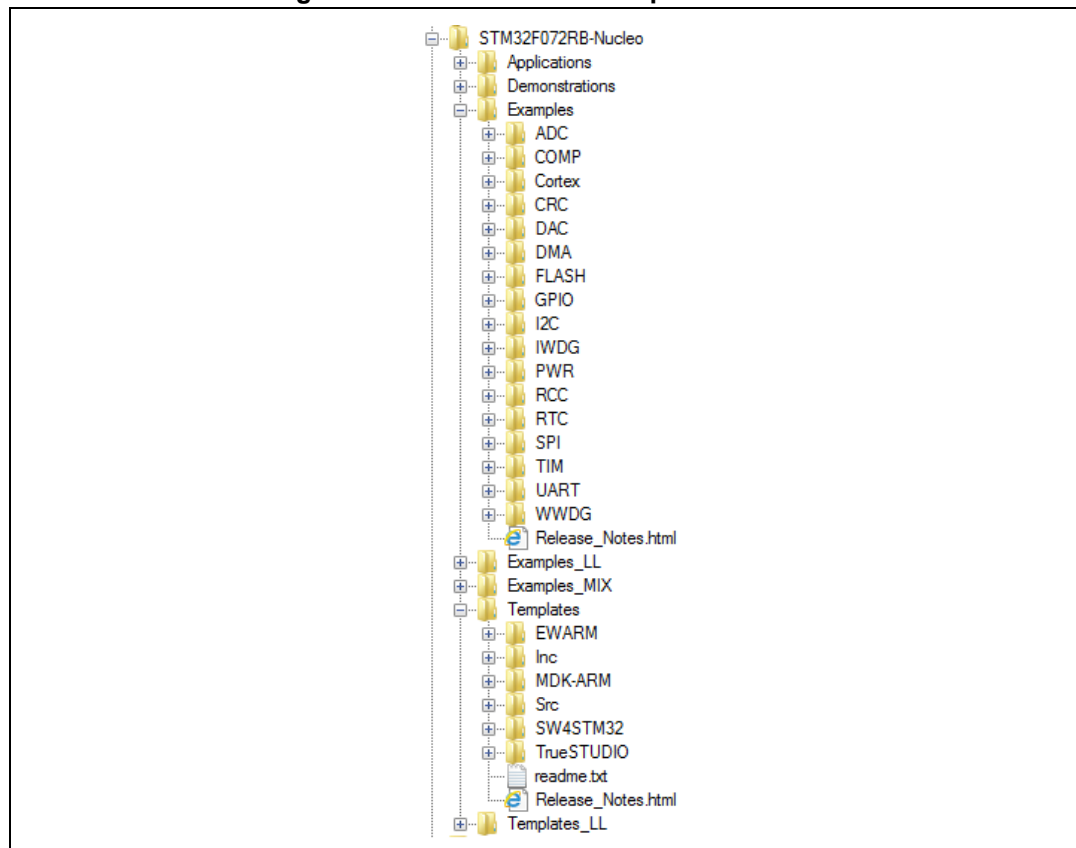 STM32F072RB-Nucleo
Applications
Demonstrations
Examples
ADC
COMP
Cortex
CRC
DAC
DMA
FLASH
GPIO
I2C
IWDG
PWR
RCC
RTC
SPI
TIM
UART
WWDG
Release_Notes.html
Examples_LL
Examples_MIX
Templates
EWARM
Inc
MDK-ARM
Src
SW4STM32
TrueSTUDIO
readme.txt
Release_Notes.html
Templates_LL